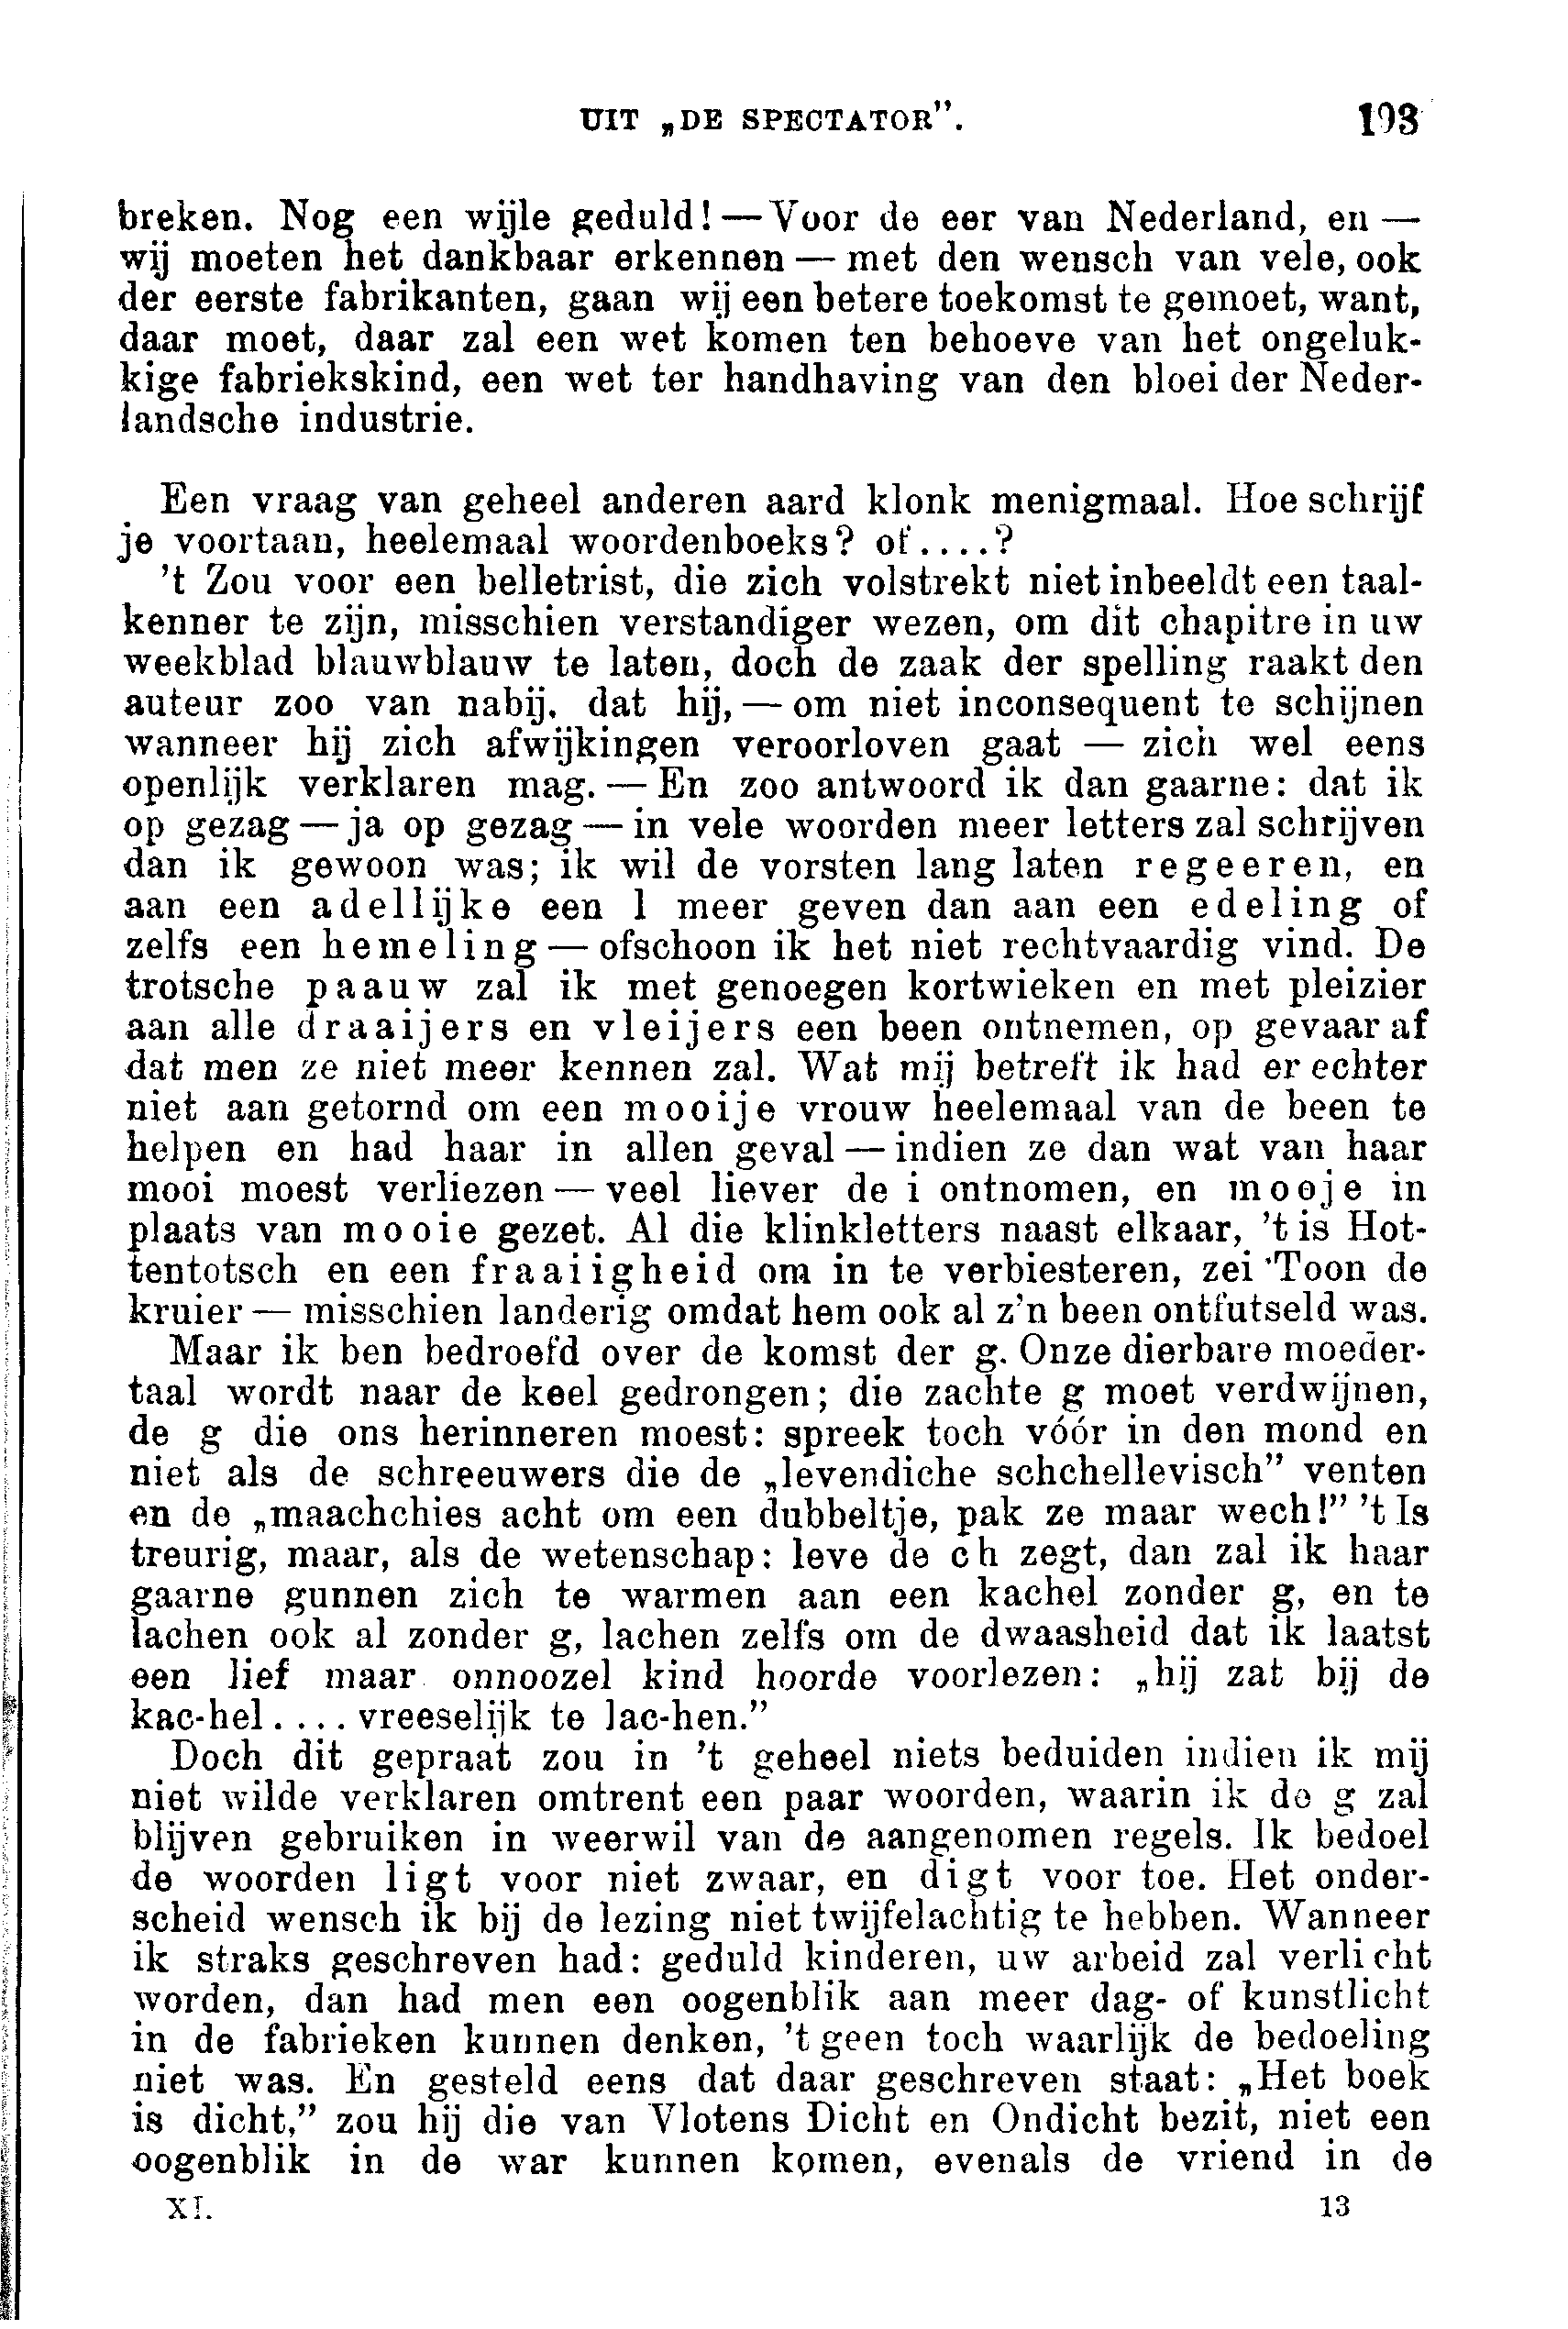 UIT „DE SPECTATOR”. 193
breken. Nog een wijle geduld! — Voor de eer van Nederland, en —
wij moeten het dankbaar erkennen — met den wensch van vele, ook
der eerste fabrikanten, gaan wij een betere toekomst te gemoet, want,
daar moet, daar zal een wet komen ten behoeve van het ongeluk-
kige fabriekskind, een wet ter handhaving van den bloei der Neder-
landsche industrie.
Een vraag van geheel anderen aard klonk menigmaal. Hoe schrijf
je voortaan, heelemaal woordenboeks? of....?
’t Zou voor een belletrist, die zich volstrekt niet inbeeldt een taal-
kenner te zijn, misschien verstandiger wezen, om dit chapitre in uw
weekblad blauwblauw te laten, doch de zaak der spelling raakt den
auteur zoo van nabij, dat hij, — om niet inconsequent te schijnen
wanneer hij zich afwijkingen veroorloven gaat — zich wel eens
openlijk verklaren mag. — En zoo antwoord ik dan gaarne: dat ik
op gezag — ja op gezag — in vele woorden meer letters zal schrijven
dan ik gewoon was; ik wil de vorsten lang laten regeeren, en
aan een adellijke een l meer geven dan aan een edeling of
zelfs een hemeling — ofschoon ik het niet rechtvaardig vind. De
trotsche paauw zal ik met genoegen kortwieken en met pleizier
aan alle draaijers en vleijers een been ontnemen, op gevaar af
dat men ze niet meer kennen zal. Wat mij betreft ik had er echter
niet aan getornd om een mooije vrouw heelemaal van de been te
helpen en had haar in allen geval — indien ze dan wat van haar
mooi moest verliezen — veel liever de i ontnomen, en mooje in
plaats van mooie gezet. Al die klinkletters naast elkaar, ’t is Hot-
tentotsch en een fraaiigheid om in te verbiesteren, zei Toon de
kruier — misschien landerig omdat hem ook al z’n been ontfutseld was.
Maar ik ben bedroefd over de komst der g. Onze dierbare moeder-
taal wordt naar de keel gedrongen; die zachte g moet verdwijnen,
de g die ons herinneren moest: spreek toch vóór in den mond en
niet als de schreeuwers die de „levendiche schchellevisch” venten
en de „maachchies acht om een dubbeltje, pak ze maar wech!” ’t Is
treurig, maar, als de wetenschap: leve de ch zegt, dan zal ik haar
gaarne gunnen zich te warmen aan een kachel zonder g, en te
lachen ook al zonder g, lachen zelfs om de dwaasheid dat ik laatst
een lief maar onnoozel kind hoorde voorlezen: „hij zat bij de
kac-hel.... vreeselijk te lac-hen.”
Doch dit gepraat zou in ’t geheel niets beduiden indien ik mij
niet wilde verklaren omtrent een paar woorden, waarin ik de g zal
blijven gebruiken in weerwil van de aangenomen regels. Ik bedoel
de woorden ligt voor niet zwaar, en digt voor toe. Het onder-
scheid wensch ik bij de lezing niet twijfelachtig te hebben. Wanneer
ik straks geschreven had: geduld kinderen, uw arbeid zal verlicht
worden, dan had men een oogenblik aan meer dag- of kunstlicht
in de fabrieken kunnen denken, ’t geen toch waarlijk de bedoeling
niet was. En gesteld eens dat daar geschreven staat: „Het boek
is dicht,” zou hij die van Vlotens Dicht en Ondicht bezit, niet een
oogenblik in de war kunnen komen, evenals de vriend in de
XI. 13